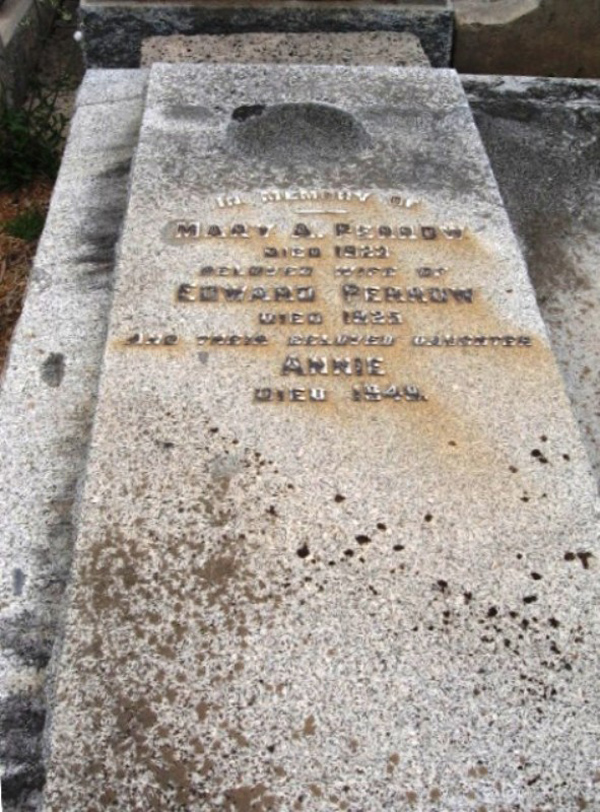 IN MEMORY OF
MARY A. PERROW
DIED 1923
BELOVED WIFE OF
EDWARD PERROW
DIED 1925
AND THEIR BELOVED DAUGHTER
ANNIE
DIED 1949.